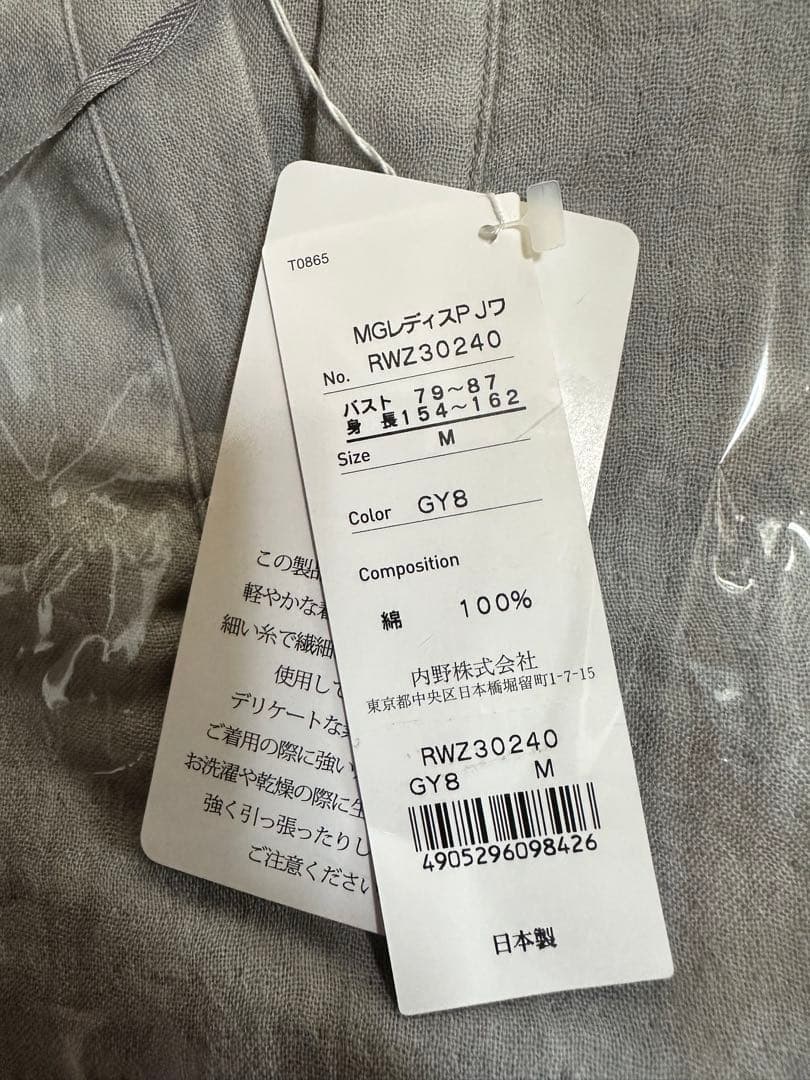 T0865
MGレディスP Jワ
No. RWZ30240
バスト 79～87
身 長154～162
Size M
Color GY8
Composition
綿 100%
内野株式会社
東京都中央区日本橋堀留町1-7-15
RWZ30240
GY8 M
4905296098426
日本製
この製品
軽やかな着
細い糸で繊細
使用して
デリケートな
ご着用の際に強い
お洗濯や乾燥の際に生
強く引っ張ったりし
ご注意ください